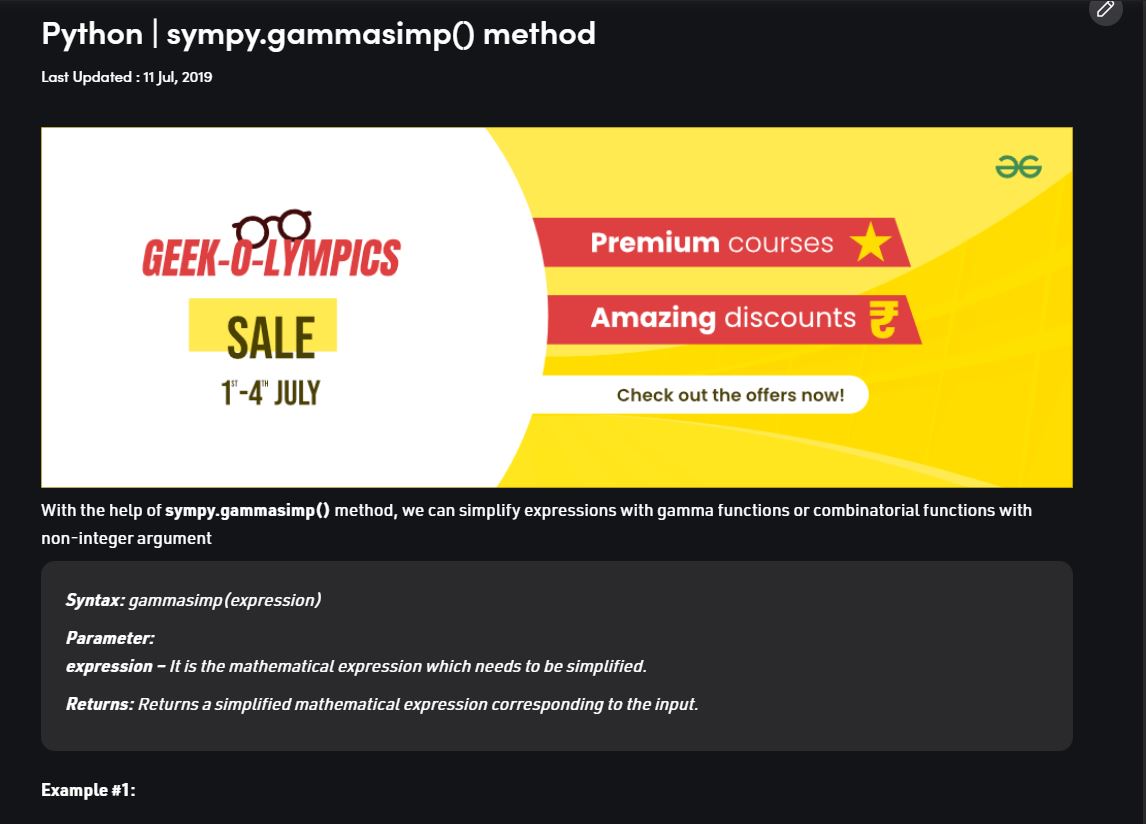 Python | sympy.gammasimp() method
Last Updated : 11 Jul, 2019
GEEK-O-LYMPICS
SALE
1ST-4TH JULY
Premium courses
Amazing discounts ₹
Check out the offers now!
With the help of sympy.gammasimp() method, we can simplify expressions with gamma functions or combinatorial functions with
non-integer argument
Syntax: gammasimp(expression)
Parameter:
expression – It is the mathematical expression which needs to be simplified.
Returns: Returns a simplified mathematical expression corresponding to the input.
Example #1: